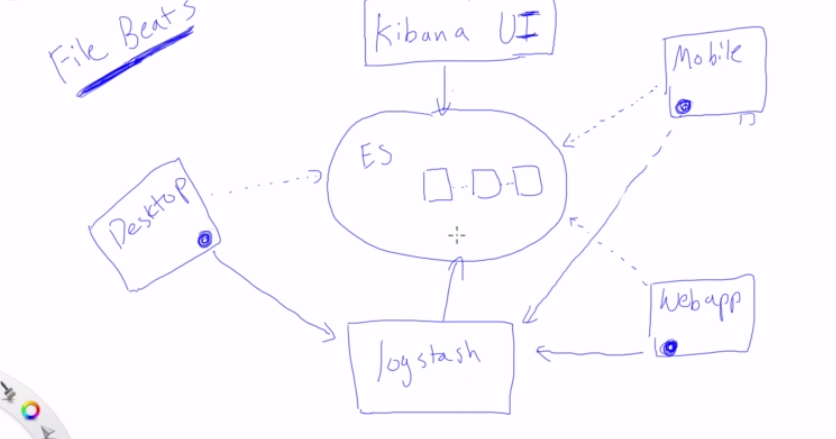 File Beats
Kibana UI
Mobile
ES
Desktop
Webapp
logstash